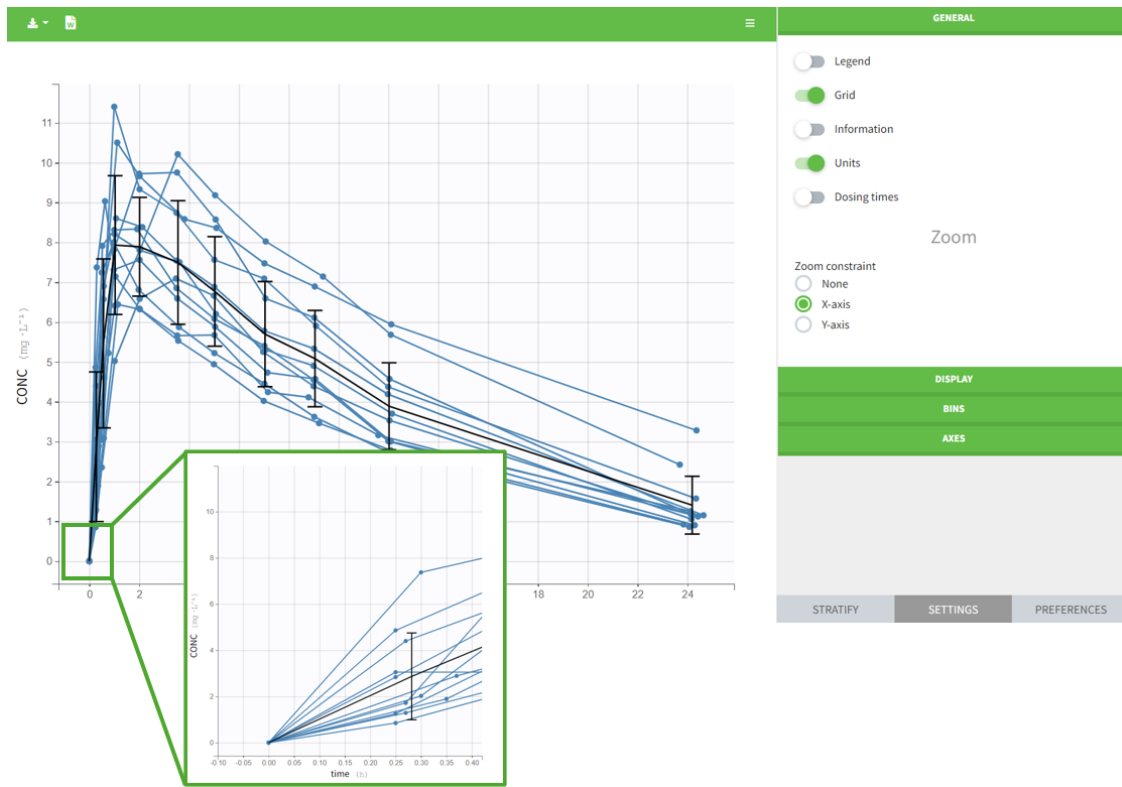 W
GENERAL
Legend
Grid
Information
Units
Dosing times
Zoom
Zoom constraint
None
X-axis
Y-axis
DISPLAY
BINS
AXES
STRATIFY
SETTINGS
PREFERENCES
CONC (mg·L⁻¹)
11
10
9
8
7
6
5
4
3
2
1
0
0
2
18
20
22
24
CONC (mg·L⁻¹)
10
8
6
4
2
0
-0.10
-0.05
0.00
0.05
0.10
0.15
0.20
0.25
0.30
0.35
0.40
time (h)